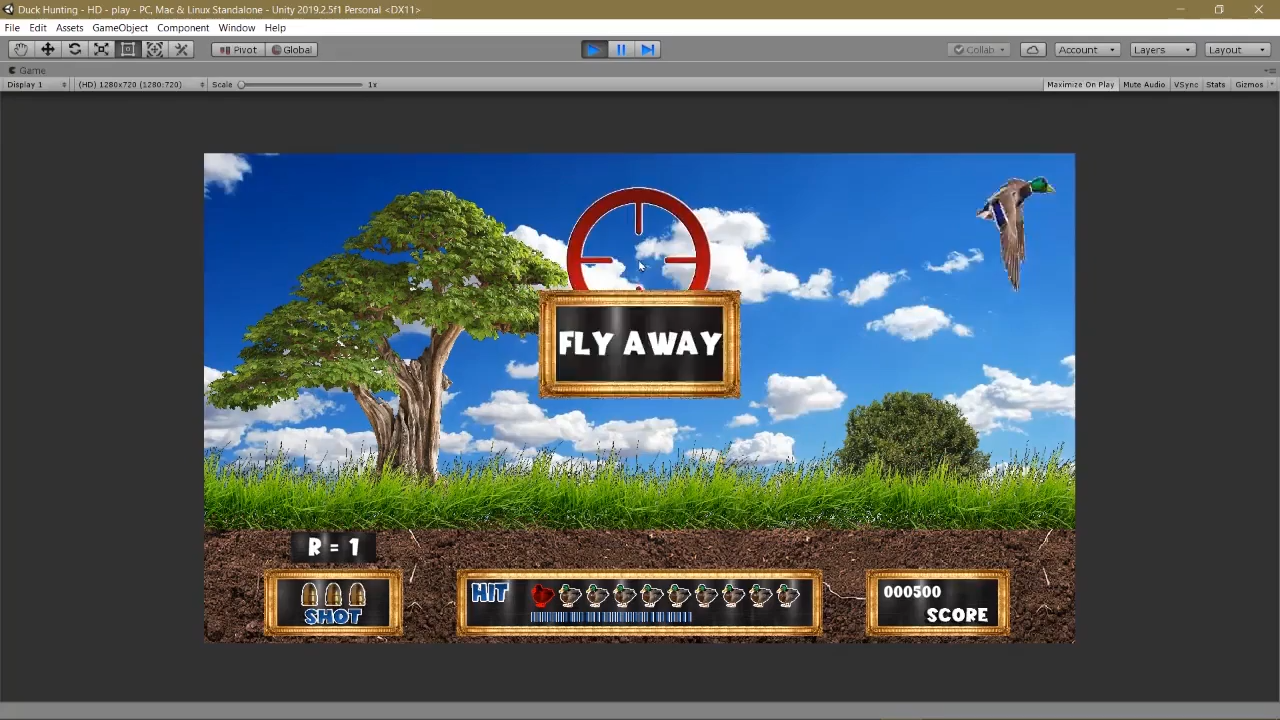 Duck Hunting - HD - play - PC, Mac & Linux Standalone - Unity 2019.2.5f1 Personal <DX11>
File Edit Assets GameObject Component Window Help
Pivot Global Collab Account Layers Layout
Game
Display 1 (HD) 1280x720 (1280:720) Scale 1x Maximize On Play Mute Audio VSync Stats Gizmos
FLY AWAY
R = 1
SHOT
HIT
000500
SCORE